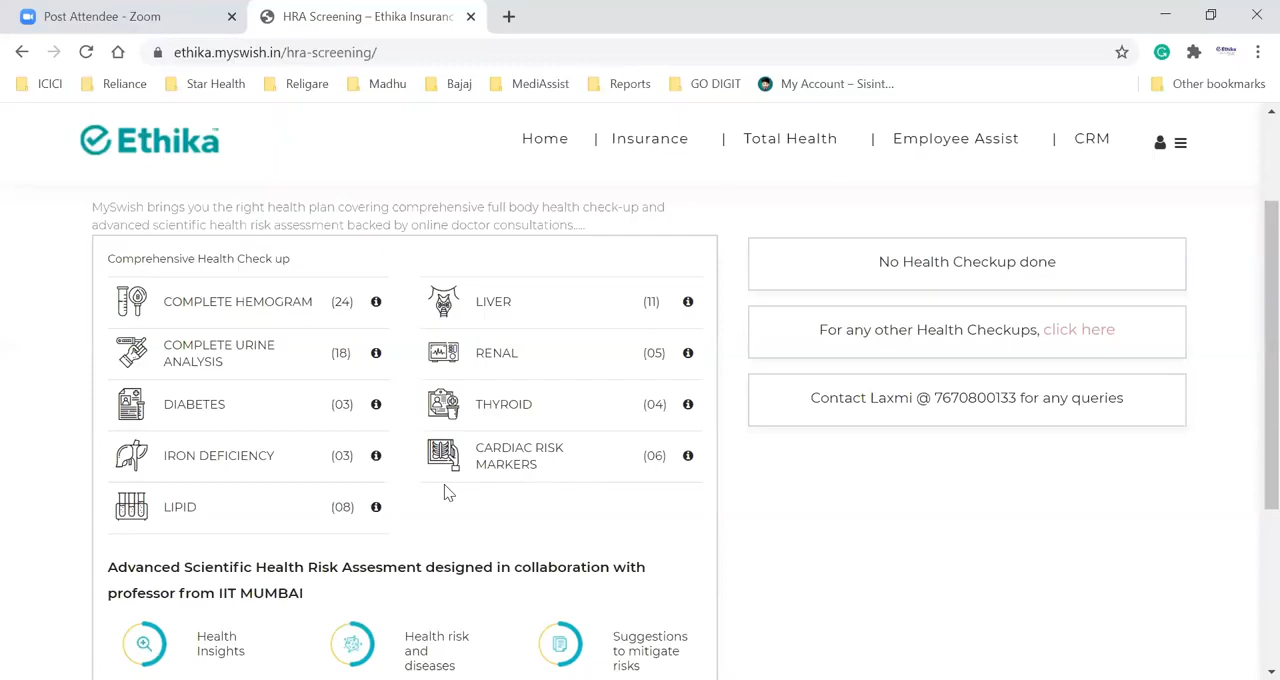 Post Attendee - Zoom
HRA Screening – Ethika Insuranc
ethika.myswish.in/hra-screening/
ICICI
Reliance
Star Health
Religare
Madhu
Bajaj
MediAssist
Reports
GO DIGIT
My Account – Sisint...
Other bookmarks
Ethika
Home | Insurance | Total Health | Employee Assist | CRM
MySwish brings you the right health plan covering comprehensive full body health check-up and
advanced scientific health risk assessment backed by online doctor consultations.....
Comprehensive Health Check up
COMPLETE HEMOGRAM (24)
COMPLETE URINE
ANALYSIS (18)
DIABETES (03)
IRON DEFICIENCY (03)
LIPID (08)
LIVER (11)
RENAL (05)
THYROID (04)
CARDIAC RISK
MARKERS (06)
Advanced Scientific Health Risk Assesment designed in collaboration with
professor from IIT MUMBAI
Health
Insights
Health risk
and
diseases
Suggestions
to mitigate
risks
No Health Checkup done
For any other Health Checkups, click here
Contact Laxmi @ 7670800133 for any queries